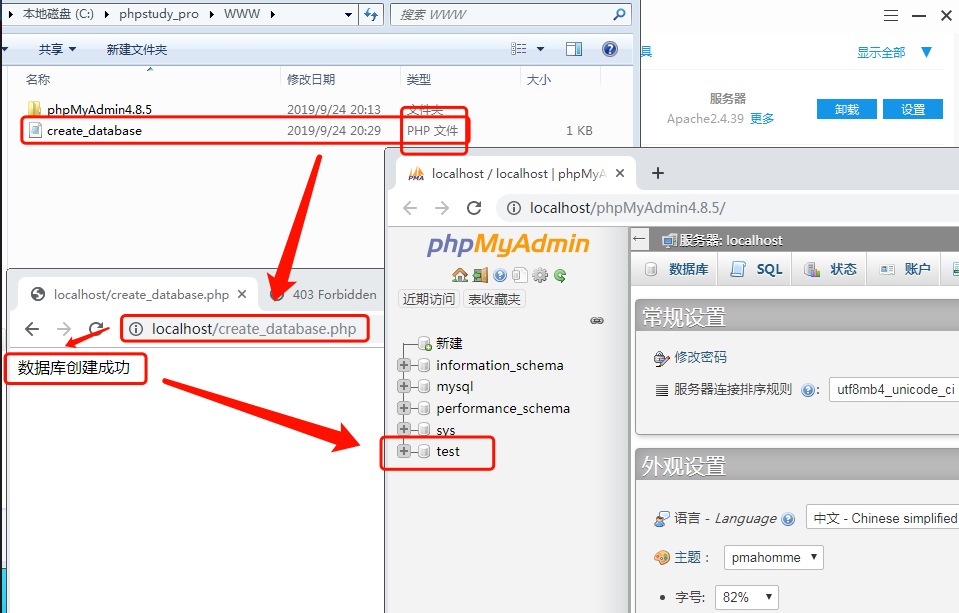 本地磁盘 (C:) phpstudy_pro WWW 搜索 WWW
共享 新建文件夹
名称 修改日期 类型 大小
phpMyAdmin4.8.5 2019/9/24 20:13 文件夹
create_database 2019/9/24 20:29 PHP 文件 1 KB
具 显示全部
服务器
Apache2.4.39 更多 卸载 设置
localhost / localhost | phpMyA
localhost/phpMyAdmin4.8.5/
phpMyAdmin
近期访问 表收藏夹
新建
information_schema
mysql
performance_schema
sys
test
服务器: localhost
数据库 SQL 状态 账户
常规设置
修改密码
服务器连接排序规则 : utf8mb4_unicode_ci
外观设置
语言 - Language 中文 - Chinese simplified
主题 : pmahomme
字号: 82%
localhost/create_database.php 403 Forbidden
localhost/create_database.php
数据库创建成功